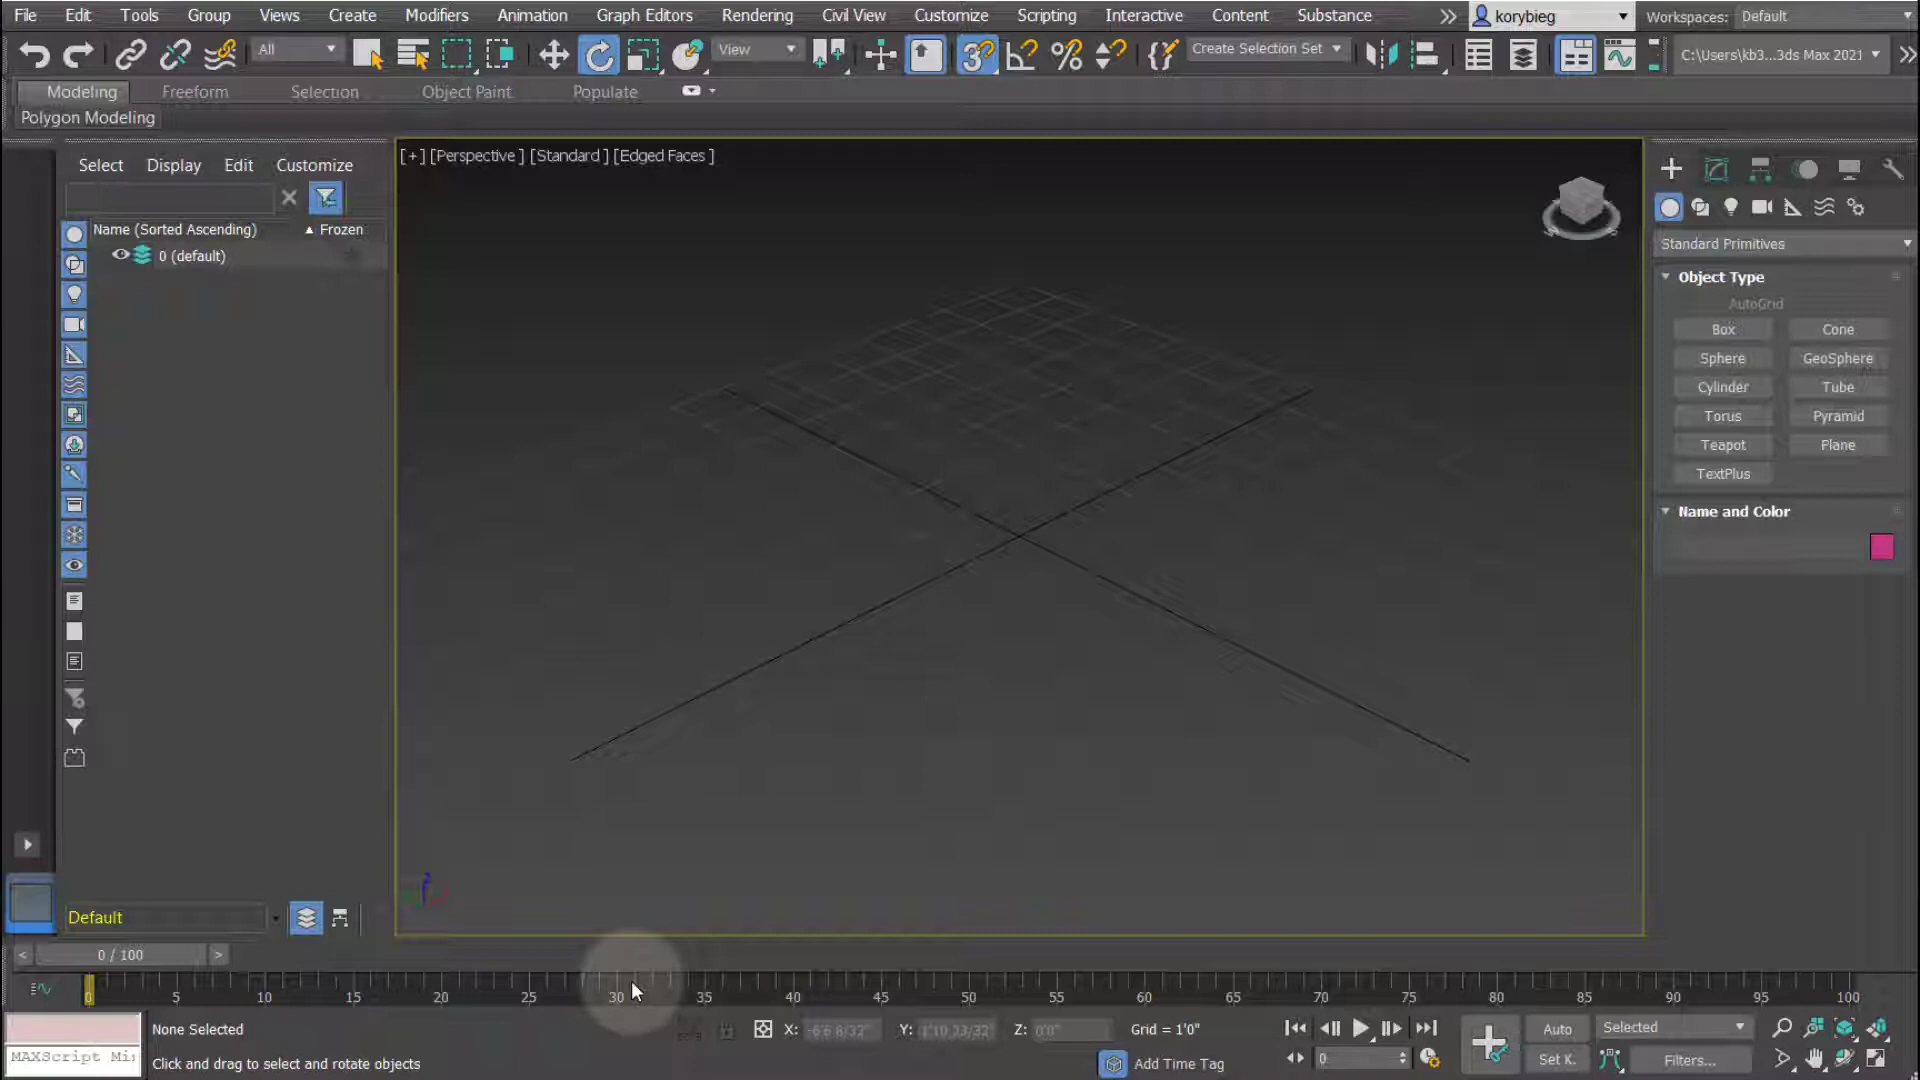 File Edit Tools Group Views Create Modifiers Animation Graph Editors Rendering Civil View Customize Scripting Interactive Content Substance korybieg Workspaces: Default
All View Create Selection Set C:\Users\kb3...3ds Max 2021
Modeling Freeform Selection Object Paint Populate
Polygon Modeling
Select Display Edit Customize
[+] [Perspective ] [Standard ] [Edged Faces ]
Name (Sorted Ascending) Frozen
0 (default)
Standard Primitives
Object Type
AutoGrid
Box Cone
Sphere GeoSphere
Cylinder Tube
Torus Pyramid
Teapot Plane
TextPlus
Name and Color
Z
Default
< 0 / 100 >
0 5 10 15 20 25 30 35 40 45 50 55 60 65 70 75 80 85 90 95 100
None Selected X: Y: Z: 0'0" Grid = 1'0" Auto Selected
MAXScript Mi
Click and drag to select and rotate objects Add Time Tag 0 Set K. Filters...